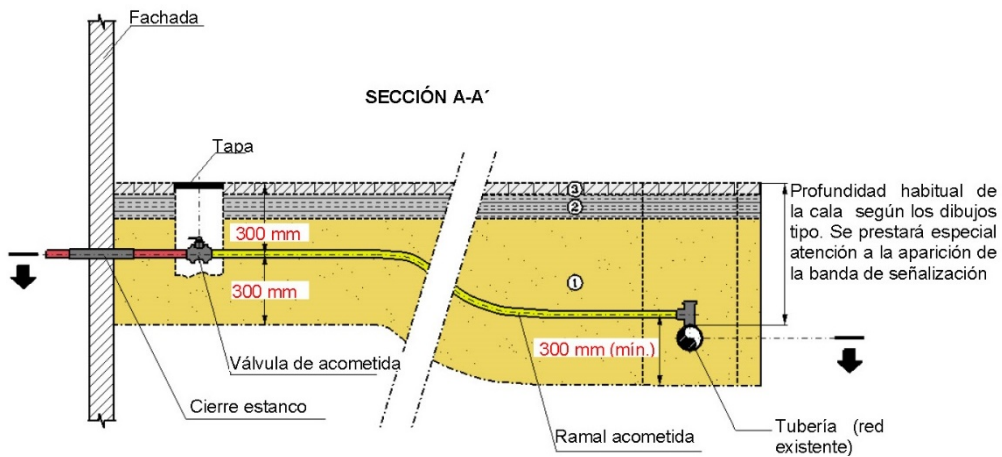 Fachada
SECCIÓN A-A´
Tapa
3
2
Profundidad habitual de
la cala según los dibujos
tipo. Se prestará especial
atención a la aparición de
la banda de señalización
300 mm
300 mm
1
300 mm (mín.)
Válvula de acometida
Cierre estanco
Ramal acometida
Tubería (red
existente)